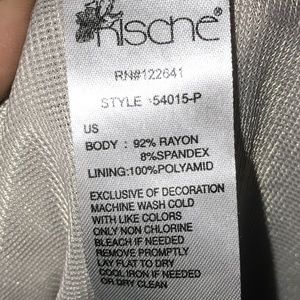 Kische®
RN#122641
STYLE :54015-P
US
BODY : 92% RAYON
8%SPANDEX
LINING:100%POLYAMID
EXCLUSIVE OF DECORATION
MACHINE WASH COLD
WITH LIKE COLORS
ONLY NON CHLORINE
BLEACH IF NEEDED
REMOVE PROMPTLY
LAY FLAT TO DRY
COOL IRON IF NEEDED
OR DRY CLEAN